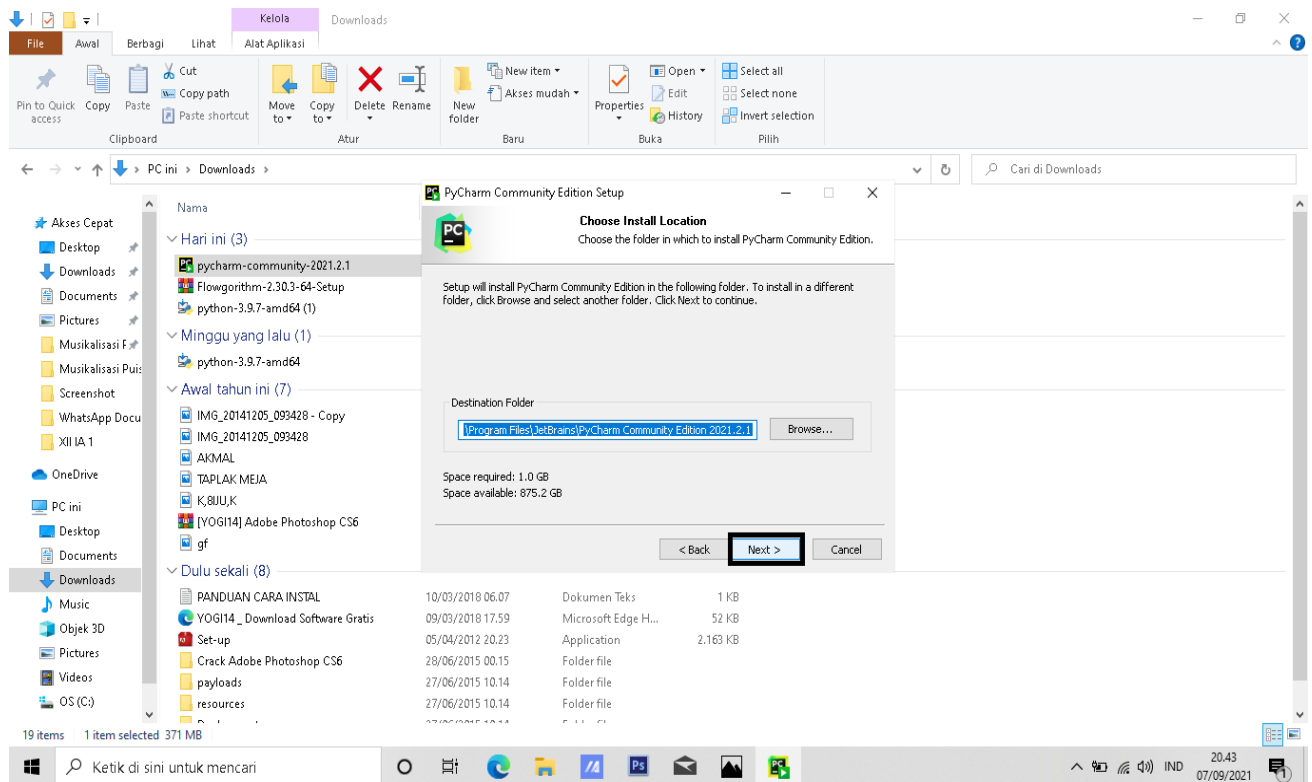 Kelola Downloads
File Awal Berbagi Lihat Alat Aplikasi
Pin to Quick access
Copy
Paste
Cut
Copy path
Paste shortcut
Clipboard
Move to
Copy to
Delete
Rename
Atur
New folder
New item
Akses mudah
Baru
Properties
Open
Edit
History
Buka
Select all
Select none
Invert selection
Pilih
PC ini > Downloads >
Cari di Downloads
Akses Cepat
Desktop
Downloads
Documents
Pictures
Musikalisasi F
Musikalisasi Puis
Screenshot
WhatsApp Docu
XII IA 1
OneDrive
PC ini
Desktop
Documents
Downloads
Music
Objek 3D
Pictures
Videos
OS (C:)
Nama
Hari ini (3)
pycharm-community-2021.2.1
Flowgorithm-2.30.3-64-Setup
python-3.9.7-amd64 (1)
Minggu yang lalu (1)
python-3.9.7-amd64
Awal tahun ini (7)
IMG_20141205_093428 - Copy
IMG_20141205_093428
AKMAL
TAPLAK MEJA
K,8IJU,K
[YOGI14] Adobe Photoshop CS6
gf
Dulu sekali (8)
PANDUAN CARA INSTAL 10/03/2018 06.07 Dokumen Teks 1 KB
YOGI14 _ Download Software Gratis 09/03/2018 17.59 Microsoft Edge H... 52 KB
Set-up 05/04/2012 20.23 Application 2.163 KB
Crack Adobe Photoshop CS6 28/06/2015 00.15 Folder file
payloads 27/06/2015 10.14 Folder file
resources 27/06/2015 10.14 Folder file
PyCharm Community Edition Setup
PC
Choose Install Location
Choose the folder in which to install PyCharm Community Edition.
Setup will install PyCharm Community Edition in the following folder. To install in a different
folder, click Browse and select another folder. Click Next to continue.
Destination Folder
\Program Files\JetBrains\PyCharm Community Edition 2021.2.1
Browse...
Space required: 1.0 GB
Space available: 875.2 GB
< Back Next > Cancel
19 items 1 item selected 371 MB
Ketik di sini untuk mencari
Ps
IND
20.43
07/09/2021
1